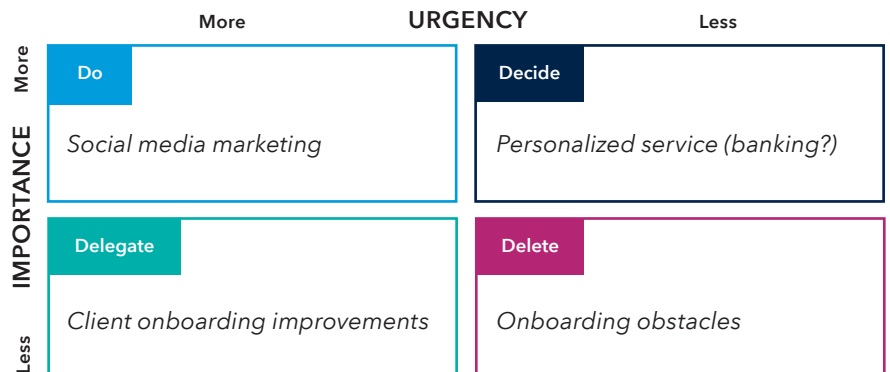 More URGENCY Less
More
Do
Decide
Social media marketing
Personalized service (banking?)
IMPORTANCE
Delegate
Delete
Client onboarding improvements
Onboarding obstacles
Less